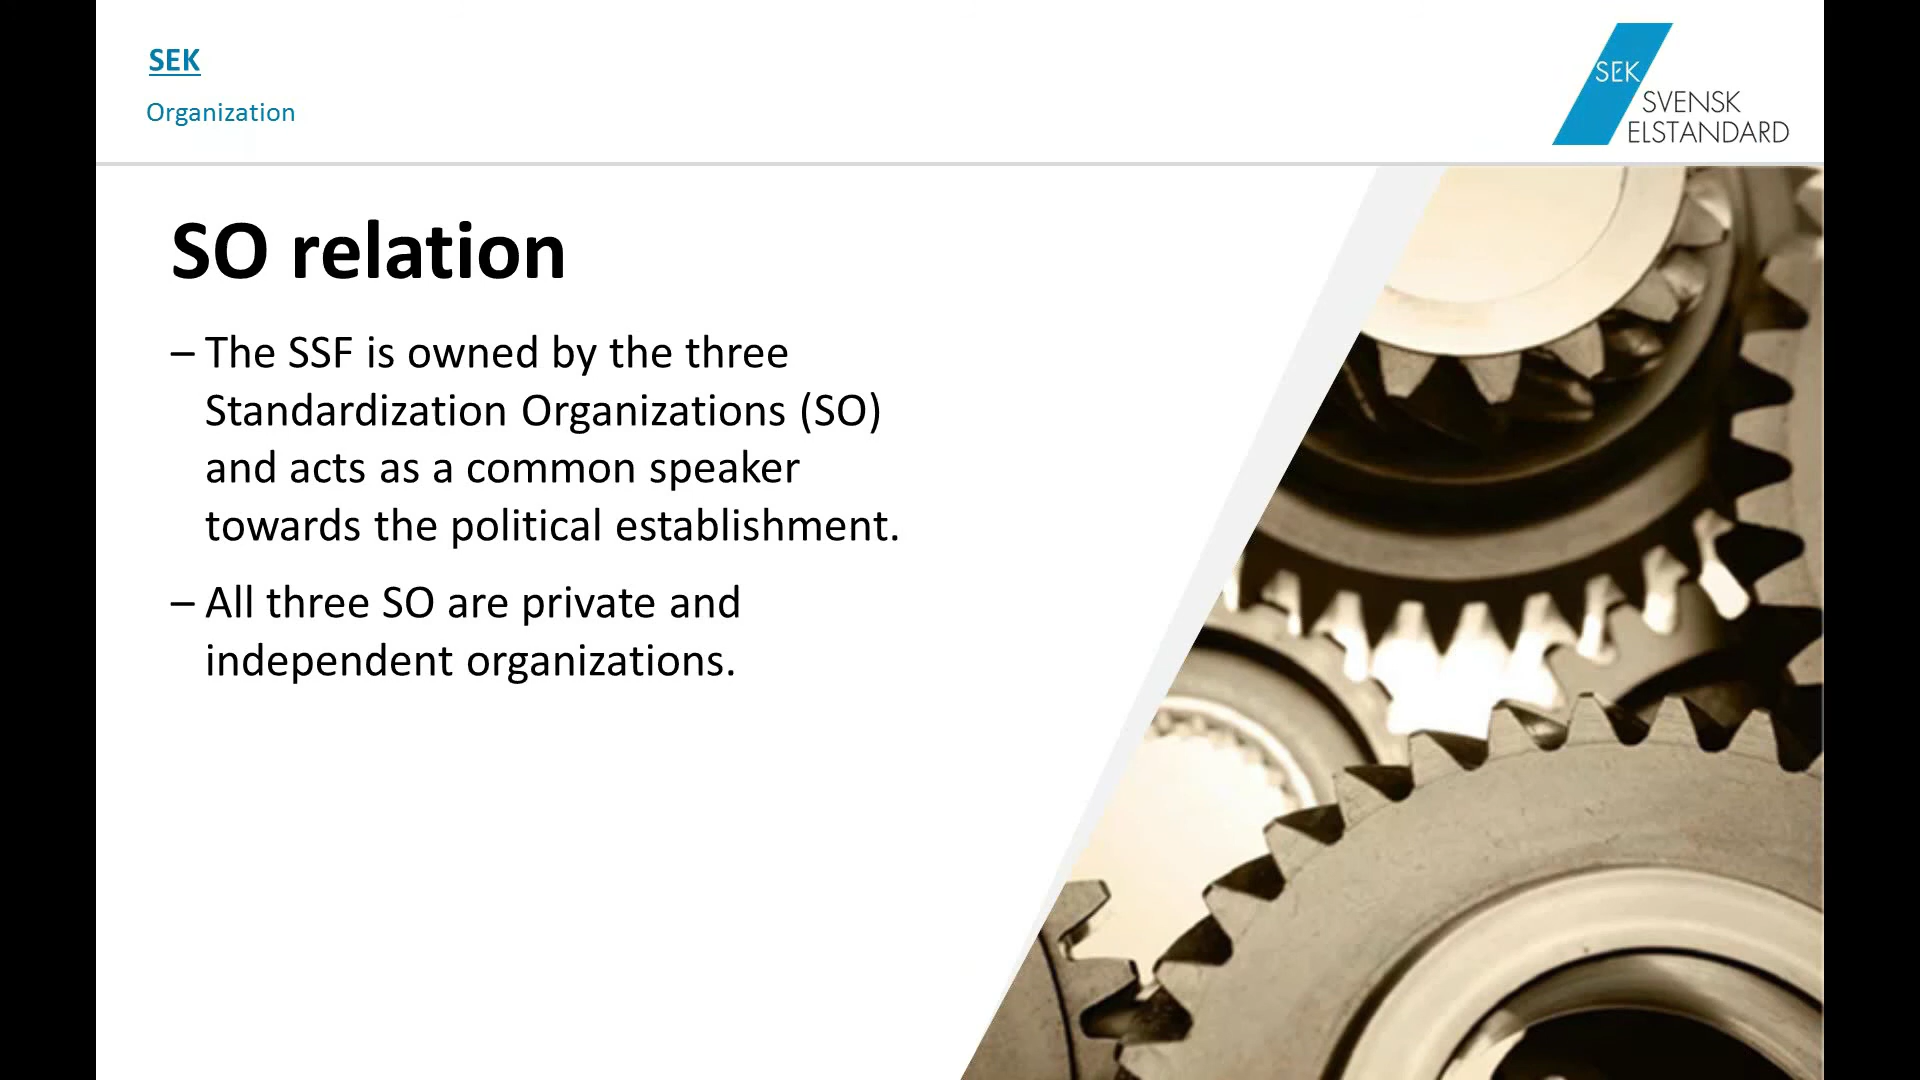 SEK
Organization
SEK
SVENSK
ELSTANDARD
SO relation
– The SSF is owned by the three
Standardization Organizations (SO)
and acts as a common speaker
towards the political establishment.
– All three SO are private and
independent organizations.